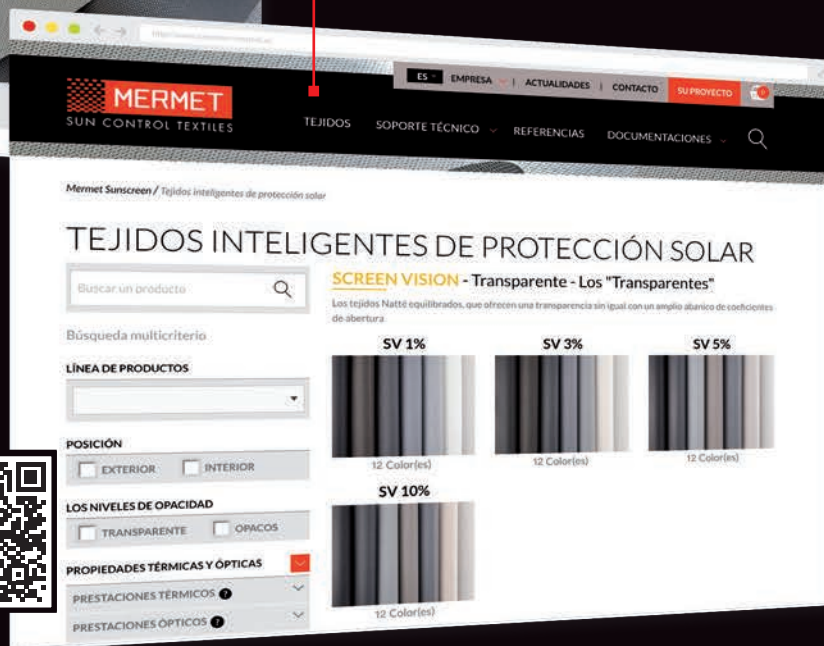 ES
EMPRESA | ACTUALIDADES | CONTACTO
SU PROYECTO
0
MERMET
SUN CONTROL TEXTILES
TEJIDOS
SOPORTE TÉCNICO
REFERENCIAS
DOCUMENTACIONES
Mermet Sunscreen / Tejidos inteligentes de protección solar
TEJIDOS INTELIGENTES DE PROTECCIÓN SOLAR
Buscar un producto
SCREEN VISION - Transparente - Los "Transparentes"
Los tejidos Natté equilibrados, que ofrecen una transparencia sin igual con un amplio abanico de coeficientes
de abertura
Búsqueda multicriterio
LÍNEA DE PRODUCTOS
POSICIÓN
EXTERIOR
INTERIOR
LOS NIVELES DE OPACIDAD
TRANSPARENTE
OPACOS
PROPIEDADES TÉRMICAS Y ÓPTICAS
PRESTACIONES TÉRMICOS ?
PRESTACIONES ÓPTICOS ?
SV 1%
SV 3%
SV 5%
12 Color(es)
12 Color(es)
12 Color(es)
SV 10%
12 Color(es)